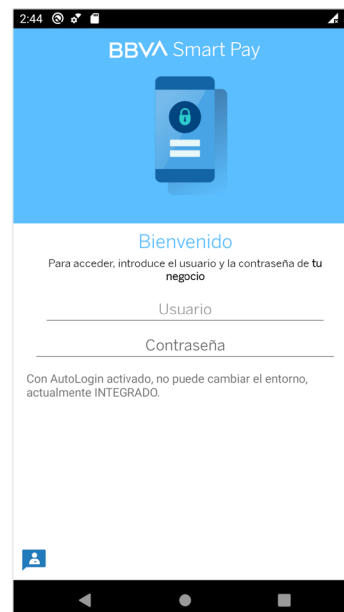 2:44
BBVA Smart Pay
Bienvenido
Para acceder, introduce el usuario y la contraseña de tu
negocio
Usuario
Contraseña
Con AutoLogin activado, no puede cambiar el entorno,
actualmente INTEGRADO.